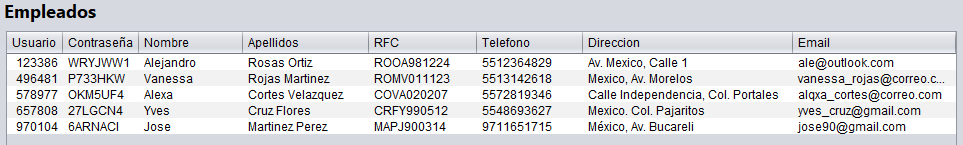 Empleados
Usuario Contraseña Nombre Apellidos RFC Telefono Direccion Email
123386 WRYJWW1 Alejandro Rosas Ortiz ROOA981224 5512364829 Av. Mexico, Calle 1 ale@outlook.com
496481 P733HKW Vanessa Rojas Martinez ROMV011123 5513142618 Mexico, Av. Morelos vanessa_rojas@correo.c...
578977 OKM5UF4 Alexa Cortes Velazquez COVA020207 5572819346 Calle Independencia, Col. Portales alqxa_cortes@correo.com
657808 27LGCN4 Yves Cruz Flores CRFY990512 5548693627 Mexico. Col. Pajaritos yves_cruz@gmail.com
970104 6ARNACI Jose Martinez Perez MAPJ900314 9711651715 México, Av. Bucareli jose90@gmail.com